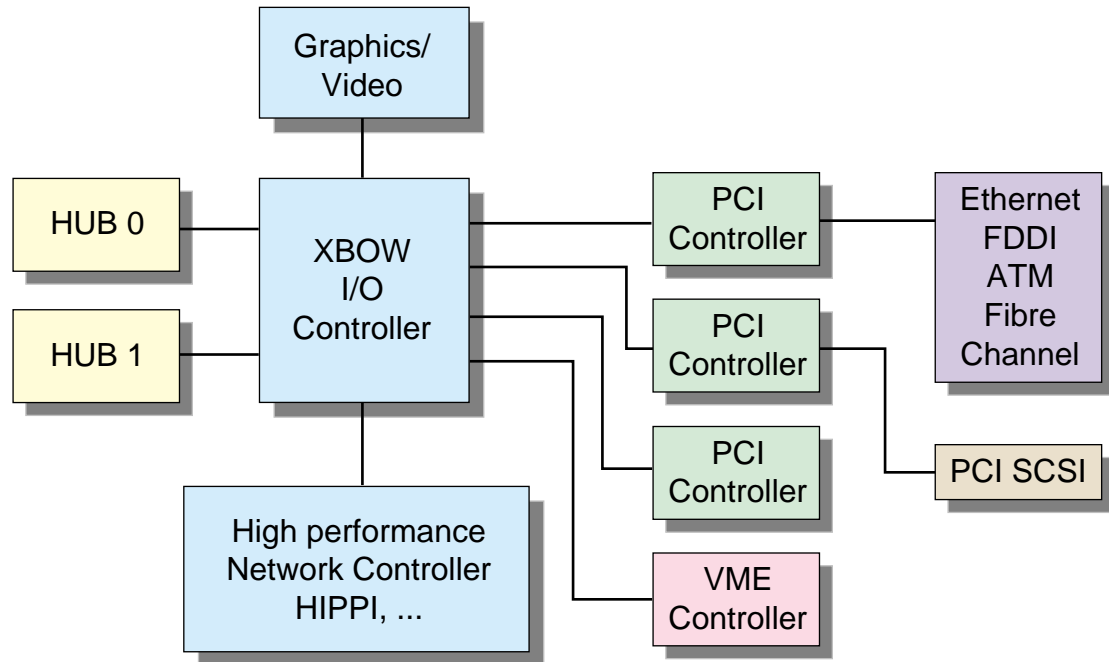 Graphics/
Video
HUB 0
HUB 1
XBOW
I/O
Controller
High performance
Network Controller
HIPPI, ...
PCI
Controller
PCI
Controller
PCI
Controller
VME
Controller
Ethernet
FDDI
ATM
Fibre
Channel
PCI SCSI